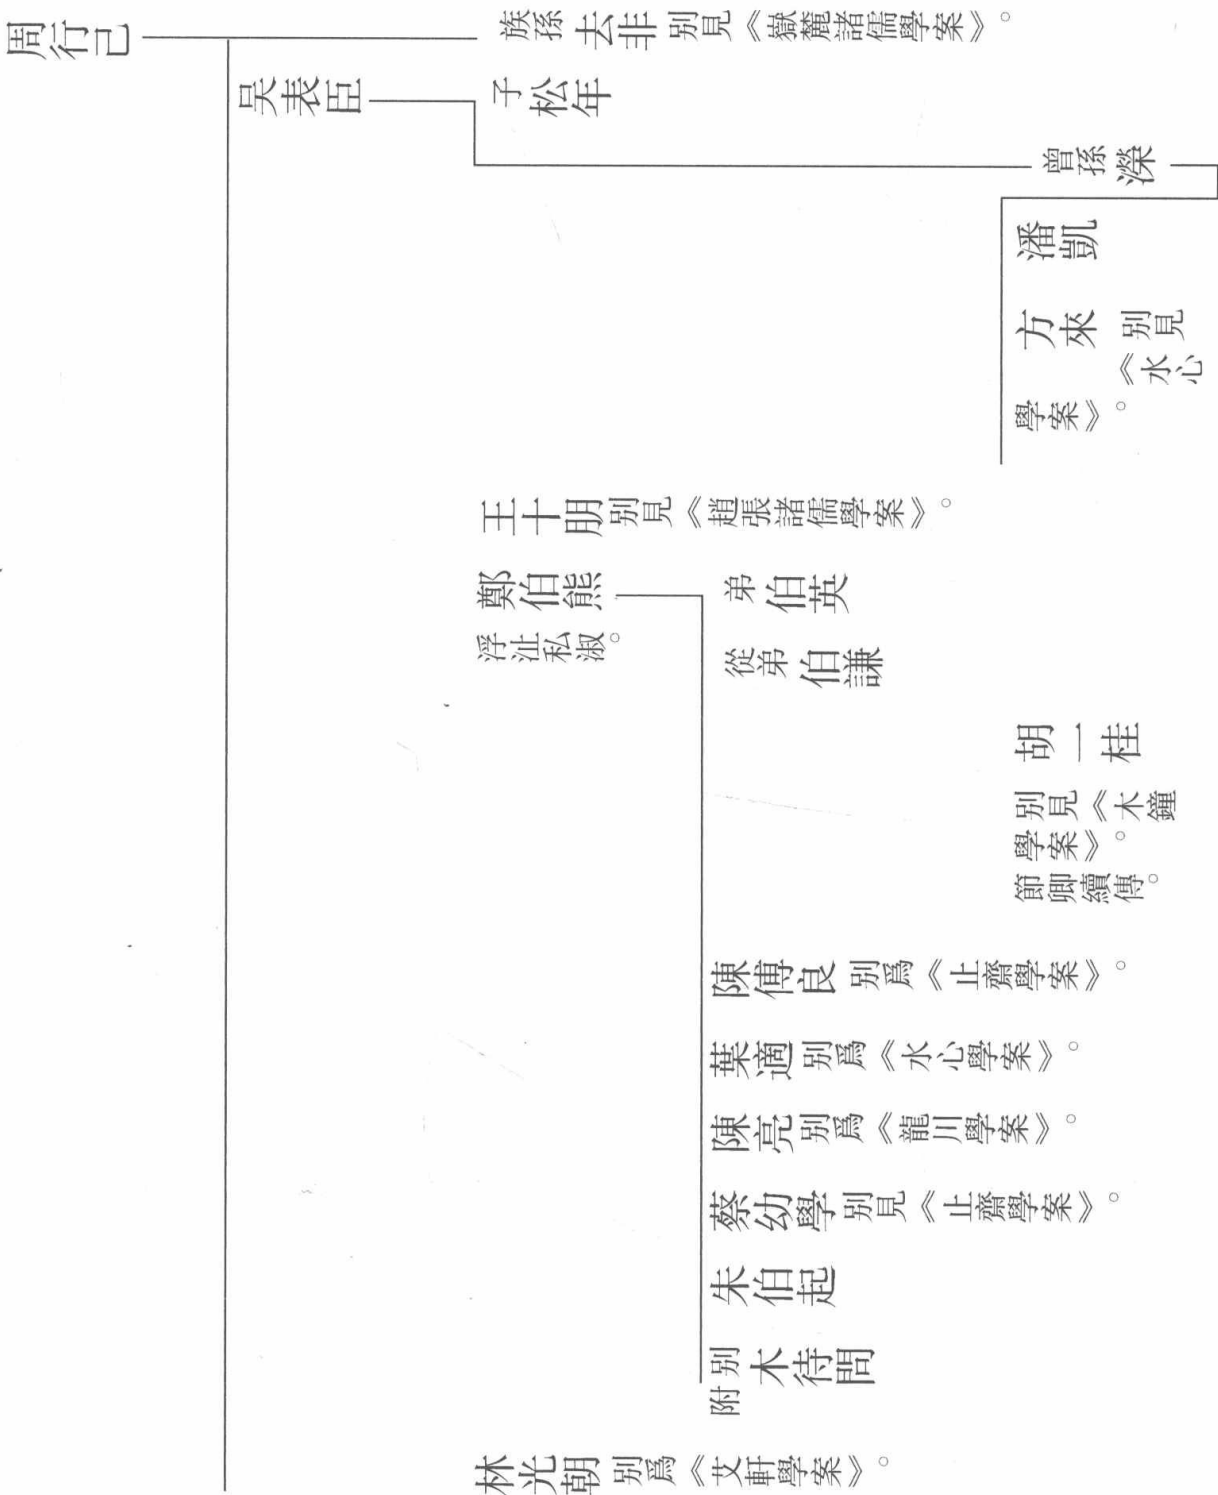 周行己
族孫去非別見《嶽麓諸儒學案》。
吴表臣
子松年
曾孫濚
潘凱
方來別見
《水心
學案》。
王十朋別見《趙張諸儒學案》。
鄭伯熊
浮沚私淑。
弟伯英
從弟伯謙
胡一桂
別見《木鐘
學案》。
節卿續傳。
陳傅良別爲《止齋學案》。
葉適別爲《水心學案》。
陳亮別爲《龍川學案》。
蔡幼學別見《止齋學案》。
朱伯起
別附木待問
林光朝別爲《艾軒學案》。